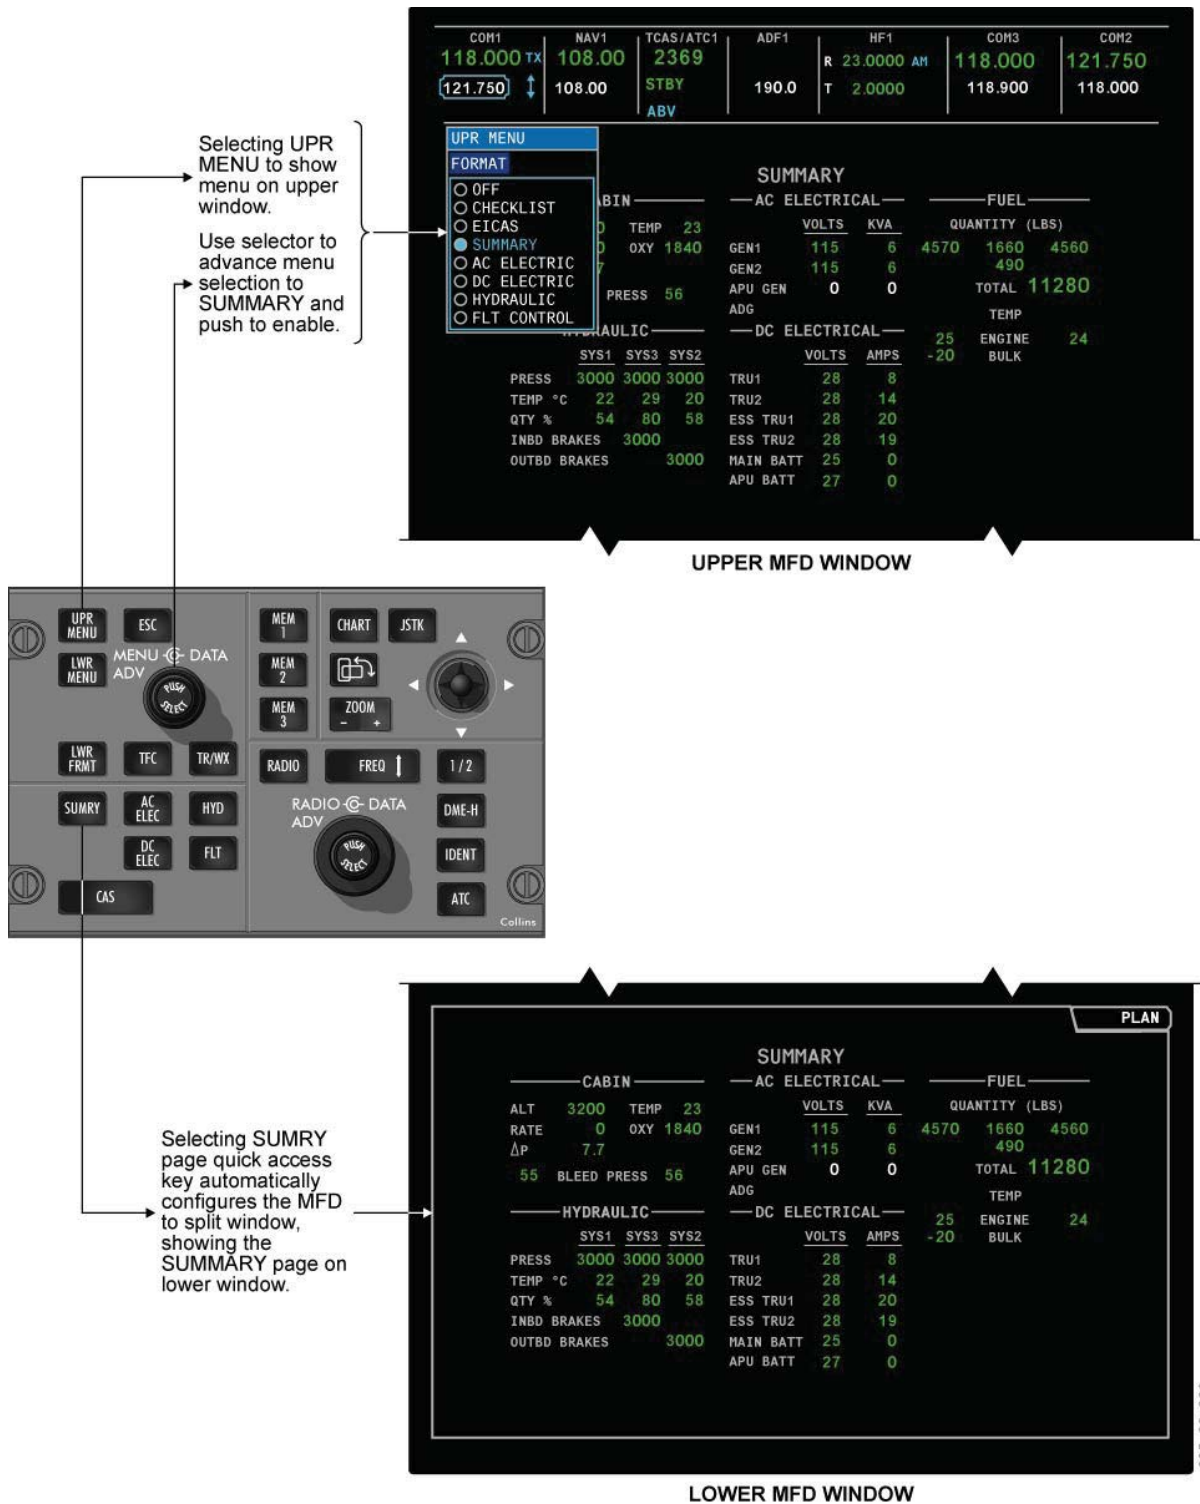 COM1 NAV1 TCAS/ATC1 ADF1 HF1 COM3 COM2
118.000 TX 108.00 2369 R 23.0000 AM 118.000 121.750
121.750 108.00 STBY 190.0 T 2.0000 118.900 118.000
ABV
Selecting UPR
MENU to show
menu on upper
window.
Use selector to
advance menu
selection to
SUMMARY and
push to enable.
UPR MENU
FORMAT
OFF
CHECKLIST
EICAS
SUMMARY
AC ELECTRIC
DC ELECTRIC
HYDRAULIC
FLT CONTROL
SUMMARY
BIN AC ELECTRICAL FUEL
VOLTS KVA QUANTITY (LBS)
0 TEMP 23
0 OXY 1840 GEN1 115 6 4570 1660 4560
7 GEN2 115 6 490
PRESS 56 APU GEN 0 0 TOTAL 11280
ADG TEMP
RAULIC DC ELECTRICAL 25 ENGINE 24
SYS1 SYS3 SYS2 VOLTS AMPS -20 BULK
PRESS 3000 3000 3000 TRU1 28 8
TEMP °C 22 29 20 TRU2 28 14
QTY % 54 80 58 ESS TRU1 28 20
INBD BRAKES 3000 ESS TRU2 28 19
OUTBD BRAKES 3000 MAIN BATT 25 0
APU BATT 27 0
UPPER MFD WINDOW
UPR MENU
ESC
LWR MENU
MENU DATA
ADV
PUSH SELECT
LWR FRMT
TFC
TR/WX
MEM 1
MEM 2
MEM 3
CHART
JSTK
ZOOM
- +
SUMRY
AC ELEC
HYD
DC ELEC
FLT
CAS
RADIO
FREQ
1/2
RADIO DATA
ADV
PUSH SELECT
DME-H
IDENT
ATC
Collins
Selecting SUMRY
page quick access
key automatically
configures the MFD
to split window,
showing the
SUMMARY page on
lower window.
PLAN
SUMMARY
CABIN AC ELECTRICAL FUEL
ALT 3200 TEMP 23 VOLTS KVA QUANTITY (LBS)
RATE 0 OXY 1840 GEN1 115 6 4570 1660 4560
ΔP 7.7 GEN2 115 6 490
55 BLEED PRESS 56 APU GEN 0 0 TOTAL 11280
ADG TEMP
HYDRAULIC DC ELECTRICAL 25 ENGINE 24
SYS1 SYS3 SYS2 VOLTS AMPS -20 BULK
PRESS 3000 3000 3000 TRU1 28 8
TEMP °C 22 29 20 TRU2 28 14
QTY % 54 80 58 ESS TRU1 28 20
INBD BRAKES 3000 ESS TRU2 28 19
OUTBD BRAKES 3000 MAIN BATT 25 0
APU BATT 27 0
LOWER MFD WINDOW